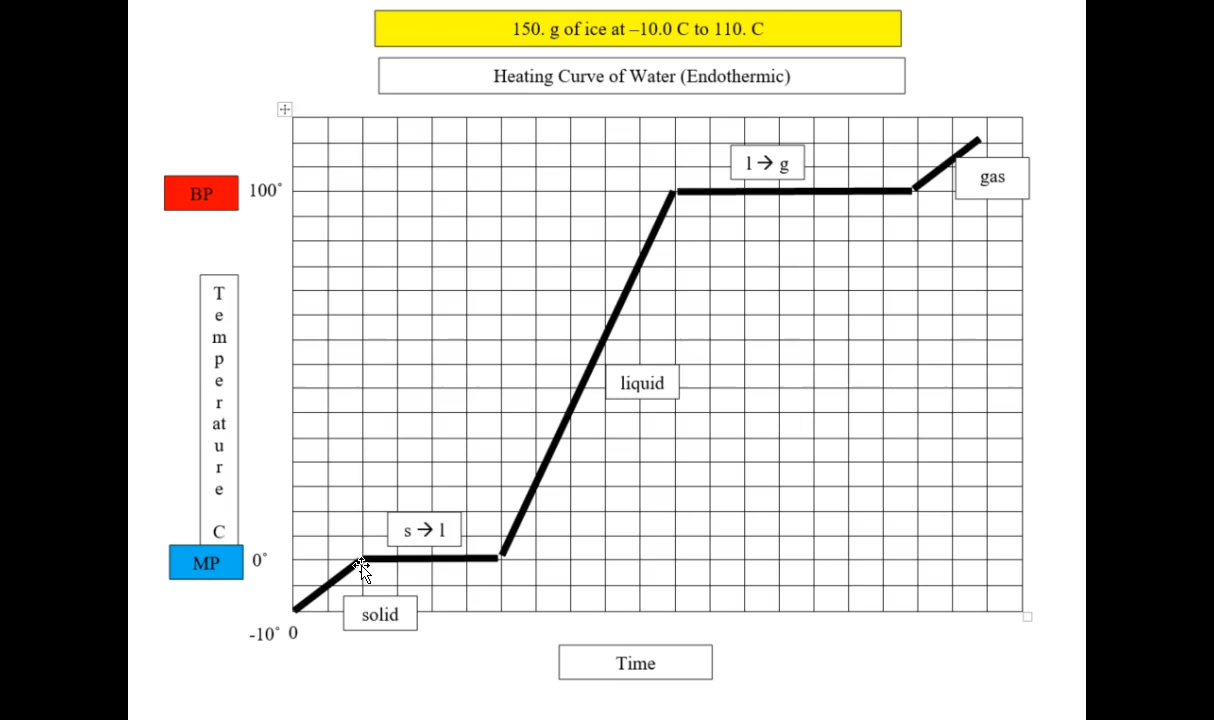 150. g of ice at –10.0 C to 110. C
Heating Curve of Water (Endothermic)
l → g
gas
BP
100˚
T
e
m
p
e
r
at
u
r
e
C
liquid
s → l
MP
0˚
solid
-10˚ 0
Time